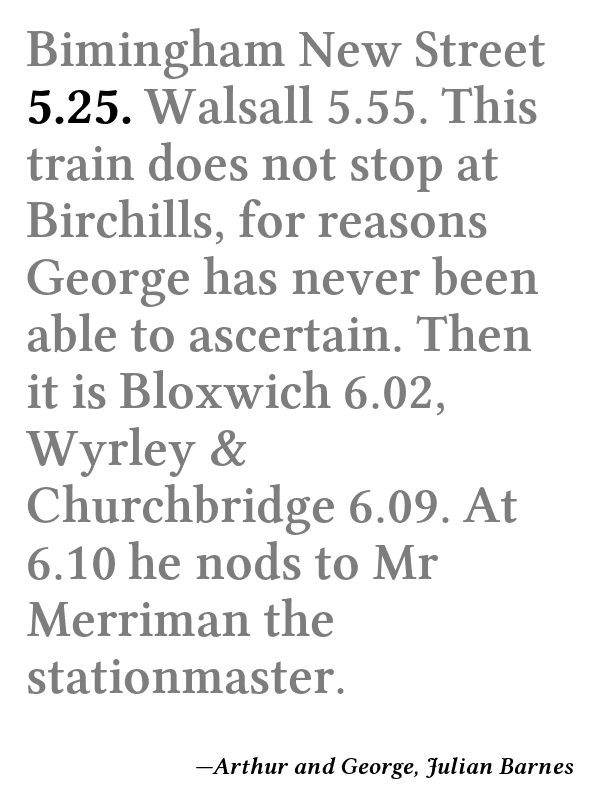 Bimingham New Street
5.25. Walsall 5.55. This
train does not stop at
Birchills, for reasons
George has never been
able to ascertain. Then
it is Bloxwich 6.02,
Wyrley &
Churchbridge 6.09. At
6.10 he nods to Mr
Merriman the
stationmaster.
—Arthur and George, Julian Barnes